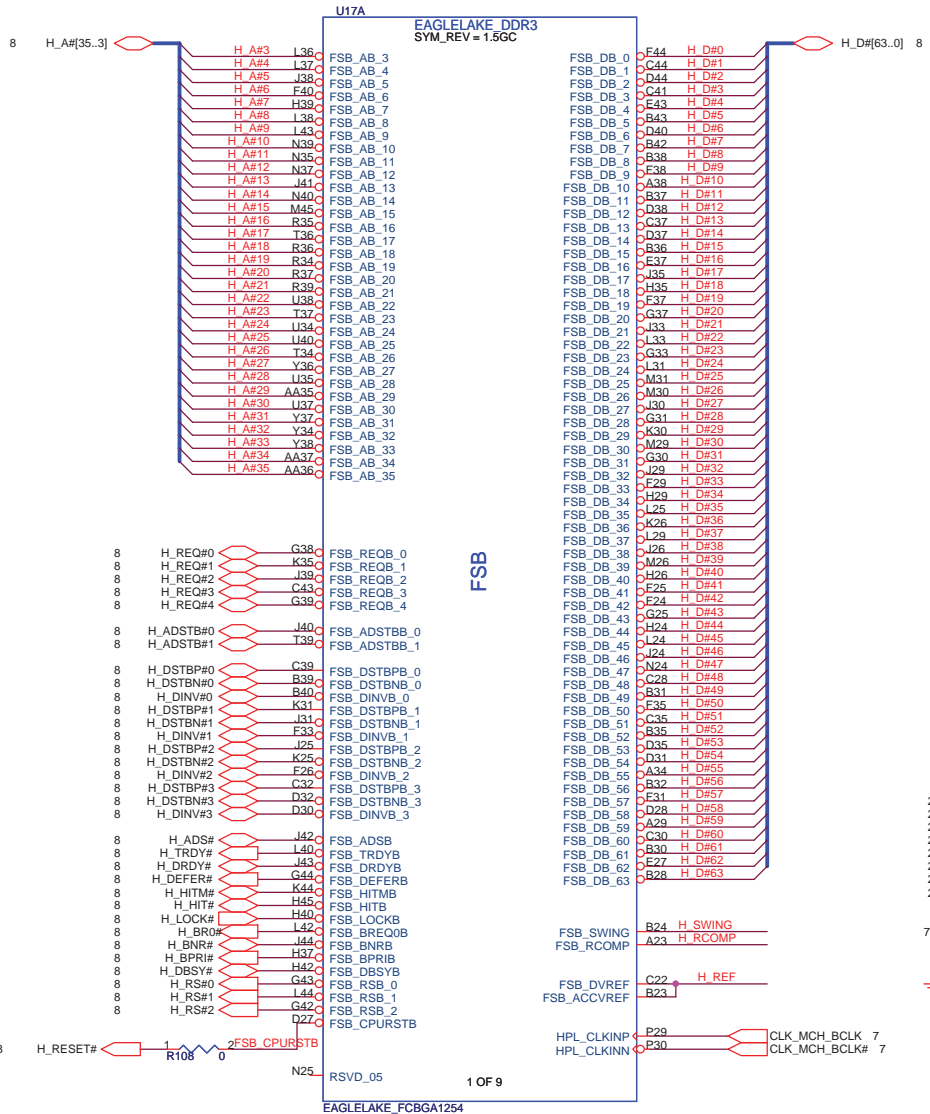 U17A
EAGLELAKE_DDR3
SYM_REV = 1.5GC
8 H_A#[35..3]
H_A#3 L36 FSB_AB_3
H_A#4 L37 FSB_AB_4
H_A#5 J38 FSB_AB_5
H_A#6 F40 FSB_AB_6
H_A#7 H39 FSB_AB_7
H_A#8 L38 FSB_AB_8
H_A#9 L43 FSB_AB_9
H_A#10 N39 FSB_AB_10
H_A#11 N35 FSB_AB_11
H_A#12 N37 FSB_AB_12
H_A#13 J41 FSB_AB_13
H_A#14 N40 FSB_AB_14
H_A#15 M45 FSB_AB_15
H_A#16 R35 FSB_AB_16
H_A#17 T36 FSB_AB_17
H_A#18 R36 FSB_AB_18
H_A#19 R34 FSB_AB_19
H_A#20 R37 FSB_AB_20
H_A#21 R39 FSB_AB_21
H_A#22 U38 FSB_AB_22
H_A#23 T37 FSB_AB_23
H_A#24 U34 FSB_AB_24
H_A#25 U40 FSB_AB_25
H_A#26 T34 FSB_AB_26
H_A#27 Y36 FSB_AB_27
H_A#28 U35 FSB_AB_28
H_A#29 AA35 FSB_AB_29
H_A#30 U37 FSB_AB_30
H_A#31 Y37 FSB_AB_31
H_A#32 Y34 FSB_AB_32
H_A#33 Y38 FSB_AB_33
H_A#34 AA37 FSB_AB_34
H_A#35 AA36 FSB_AB_35
8 H_REQ#0 G38 FSB_REQB_0
8 H_REQ#1 K35 FSB_REQB_1
8 H_REQ#2 J39 FSB_REQB_2
8 H_REQ#3 C43 FSB_REQB_3
8 H_REQ#4 G39 FSB_REQB_4
8 H_ADSTB#0 J40 FSB_ADSTBB_0
8 H_ADSTB#1 T39 FSB_ADSTBB_1
8 H_DSTBP#0 C39 FSB_DSTBPB_0
8 H_DSTBN#0 B39 FSB_DSTBNB_0
8 H_DINV#0 B40 FSB_DINVB_0
8 H_DSTBP#1 K31 FSB_DSTBPB_1
8 H_DSTBN#1 J31 FSB_DSTBNB_1
8 H_DINV#1 F33 FSB_DINVB_1
8 H_DSTBP#2 J25 FSB_DSTBPB_2
8 H_DSTBN#2 K25 FSB_DSTBNB_2
8 H_DINV#2 F26 FSB_DINVB_2
8 H_DSTBP#3 C32 FSB_DSTBPB_3
8 H_DSTBN#3 D32 FSB_DSTBNB_3
8 H_DINV#3 D30 FSB_DINVB_3
8 H_ADS# J42 FSB_ADSB
8 H_TRDY# L40 FSB_TRDYB
8 H_DRDY# J43 FSB_DRDYB
8 H_DEFER# G44 FSB_DEFERB
8 H_HITM# K44 FSB_HITMB
8 H_HIT# H45 FSB_HITB
8 H_LOCK# H40 FSB_LOCKB
8 H_BR0# L42 FSB_BREQ0B
8 H_BNR# J44 FSB_BNRB
8 H_BPRI# H37 FSB_BPRIB
8 H_DBSY# H42 FSB_DBSYB
8 H_RS#0 G43 FSB_RSB_0
8 H_RS#1 L44 FSB_RSB_1
8 H_RS#2 G42 FSB_RSB_2
D27 FSB_CPURSTB
H_RESET# 1 R108 0 2 FSB_CPURSTB
N25 RSVD_05
FSB
H_D#[63..0] 8
FSB_DB_0 F44 H_D#0
FSB_DB_1 C44 H_D#1
FSB_DB_2 D44 H_D#2
FSB_DB_3 C41 H_D#3
FSB_DB_4 E43 H_D#4
FSB_DB_5 B43 H_D#5
FSB_DB_6 D40 H_D#6
FSB_DB_7 B42 H_D#7
FSB_DB_8 B38 H_D#8
FSB_DB_9 F38 H_D#9
FSB_DB_10 A38 H_D#10
FSB_DB_11 B37 H_D#11
FSB_DB_12 D38 H_D#12
FSB_DB_13 C37 H_D#13
FSB_DB_14 D37 H_D#14
FSB_DB_15 B36 H_D#15
FSB_DB_16 E37 H_D#16
FSB_DB_17 J35 H_D#17
FSB_DB_18 H35 H_D#18
FSB_DB_19 F37 H_D#19
FSB_DB_20 G37 H_D#20
FSB_DB_21 J33 H_D#21
FSB_DB_22 L33 H_D#22
FSB_DB_23 G33 H_D#23
FSB_DB_24 L31 H_D#24
FSB_DB_25 M31 H_D#25
FSB_DB_26 M30 H_D#26
FSB_DB_27 J30 H_D#27
FSB_DB_28 G31 H_D#28
FSB_DB_29 K30 H_D#29
FSB_DB_30 M29 H_D#30
FSB_DB_31 G30 H_D#31
FSB_DB_32 J29 H_D#32
FSB_DB_33 F29 H_D#33
FSB_DB_34 H29 H_D#34
FSB_DB_35 L25 H_D#35
FSB_DB_36 K26 H_D#36
FSB_DB_37 L29 H_D#37
FSB_DB_38 J26 H_D#38
FSB_DB_39 M26 H_D#39
FSB_DB_40 H26 H_D#40
FSB_DB_41 F25 H_D#41
FSB_DB_42 F24 H_D#42
FSB_DB_43 G25 H_D#43
FSB_DB_44 H24 H_D#44
FSB_DB_45 L24 H_D#45
FSB_DB_46 J24 H_D#46
FSB_DB_47 N24 H_D#47
FSB_DB_48 C28 H_D#48
FSB_DB_49 B31 H_D#49
FSB_DB_50 F35 H_D#50
FSB_DB_51 C35 H_D#51
FSB_DB_52 B35 H_D#52
FSB_DB_53 D35 H_D#53
FSB_DB_54 D31 H_D#54
FSB_DB_55 A34 H_D#55
FSB_DB_56 B32 H_D#56
FSB_DB_57 F31 H_D#57
FSB_DB_58 D28 H_D#58
FSB_DB_59 A29 H_D#59
FSB_DB_60 C30 H_D#60
FSB_DB_61 B30 H_D#61
FSB_DB_62 E27 H_D#62
FSB_DB_63 B28 H_D#63
FSB_SWING B24 H_SWING
FSB_RCOMP A23 H_RCOMP
7
FSB_DVREF C22 H_REF
FSB_ACCVREF B23
HPL_CLKINP P29 CLK_MCH_BCLK 7
HPL_CLKINN P30 CLK_MCH_BCLK# 7
1 OF 9
EAGLELAKE_FCBGA1254